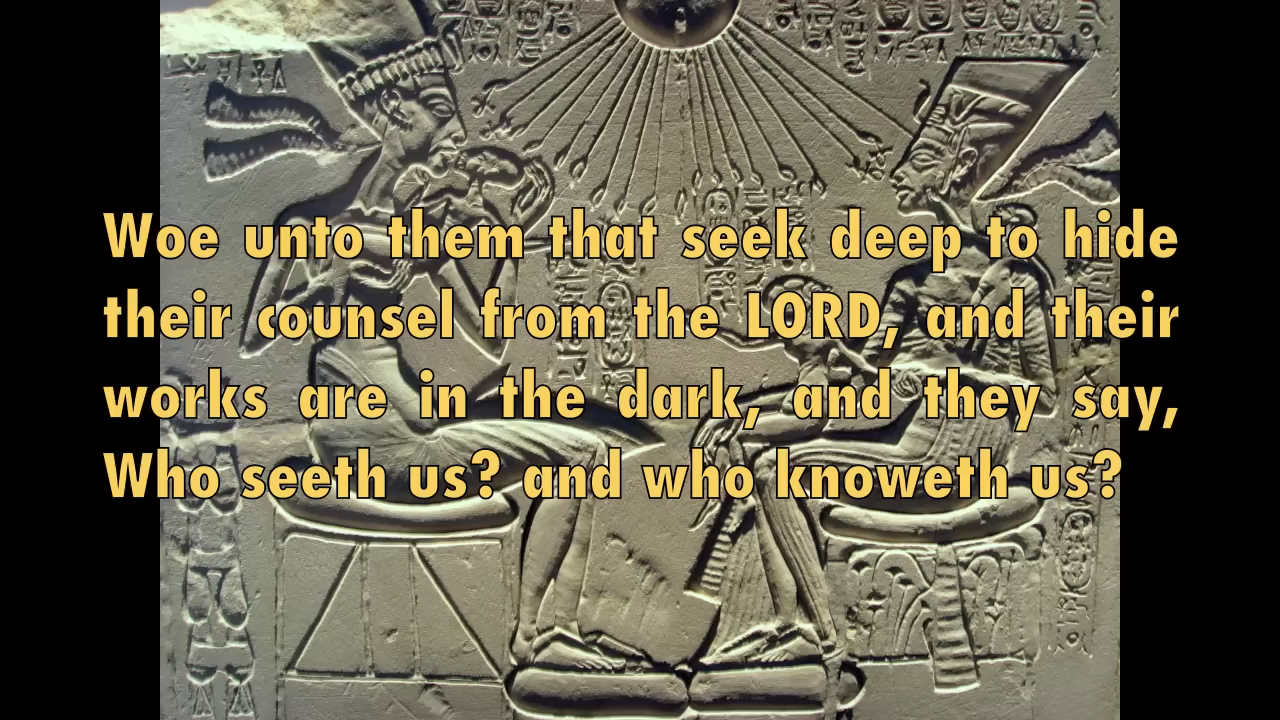 Woe unto them that seek deep to hide
their counsel from the LORD, and their
works are in the dark, and they say,
Who seeth us? and who knoweth us?